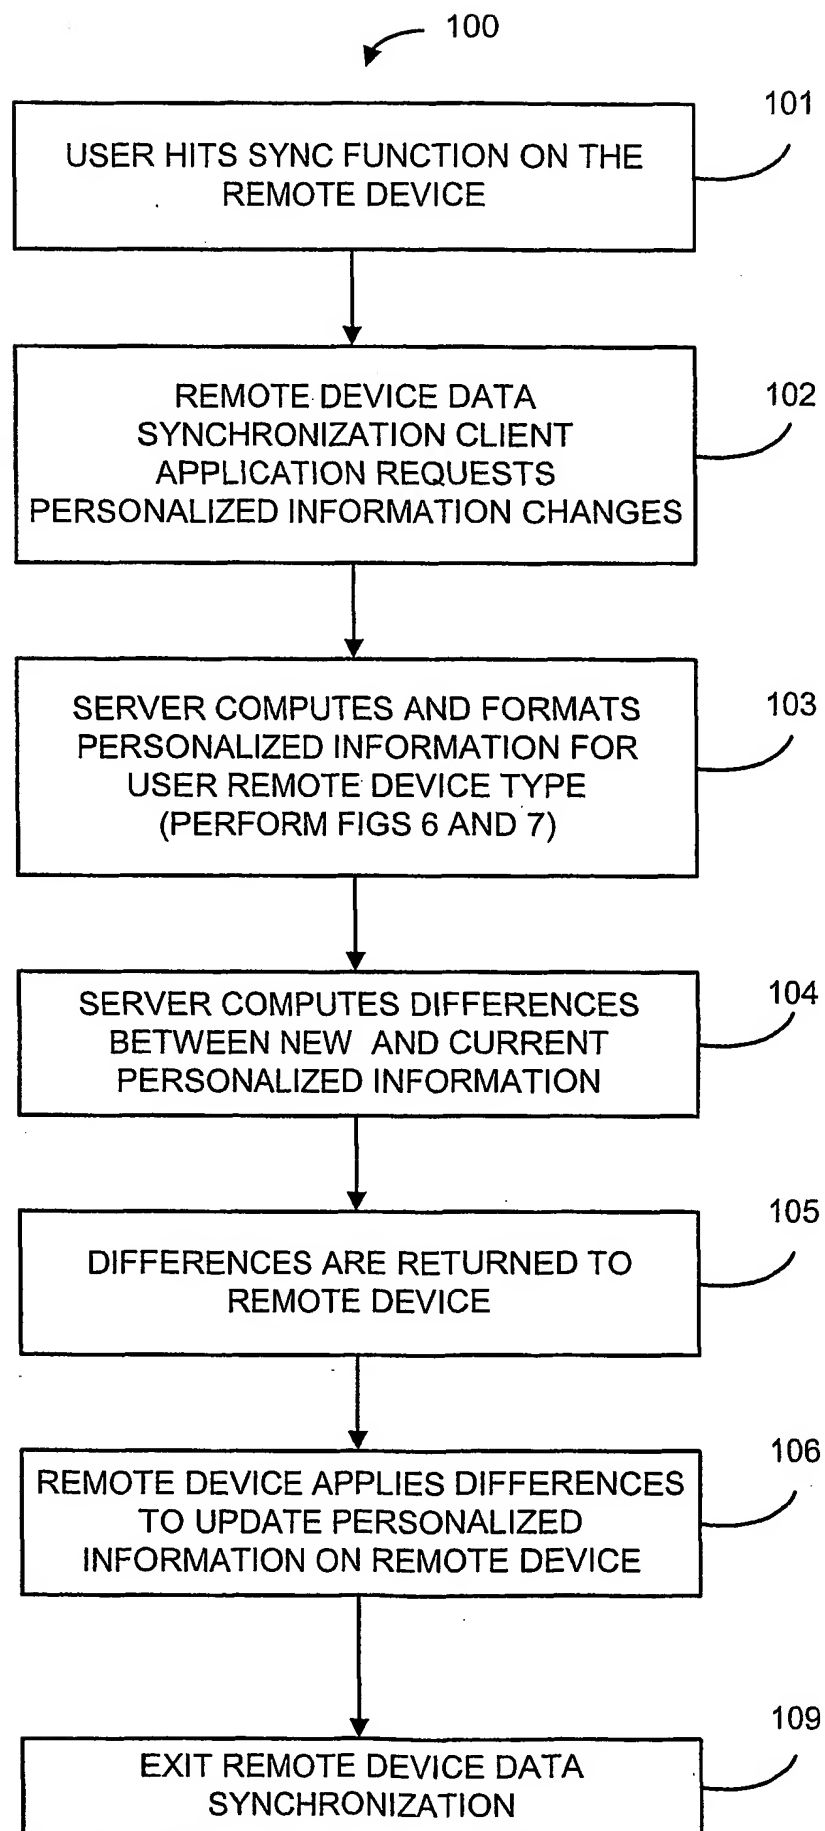 100
101
USER HITS SYNC FUNCTION ON THE
REMOTE DEVICE
102
REMOTE DEVICE DATA
SYNCHRONIZATION CLIENT
APPLICATION REQUESTS
PERSONALIZED INFORMATION CHANGES
103
SERVER COMPUTES AND FORMATS
PERSONALIZED INFORMATION FOR
USER REMOTE DEVICE TYPE
(PERFORM FIGS 6 AND 7)
104
SERVER COMPUTES DIFFERENCES
BETWEEN NEW AND CURRENT
PERSONALIZED INFORMATION
105
DIFFERENCES ARE RETURNED TO
REMOTE DEVICE
106
REMOTE DEVICE APPLIES DIFFERENCES
TO UPDATE PERSONALIZED
INFORMATION ON REMOTE DEVICE
109
EXIT REMOTE DEVICE DATA
SYNCHRONIZATION